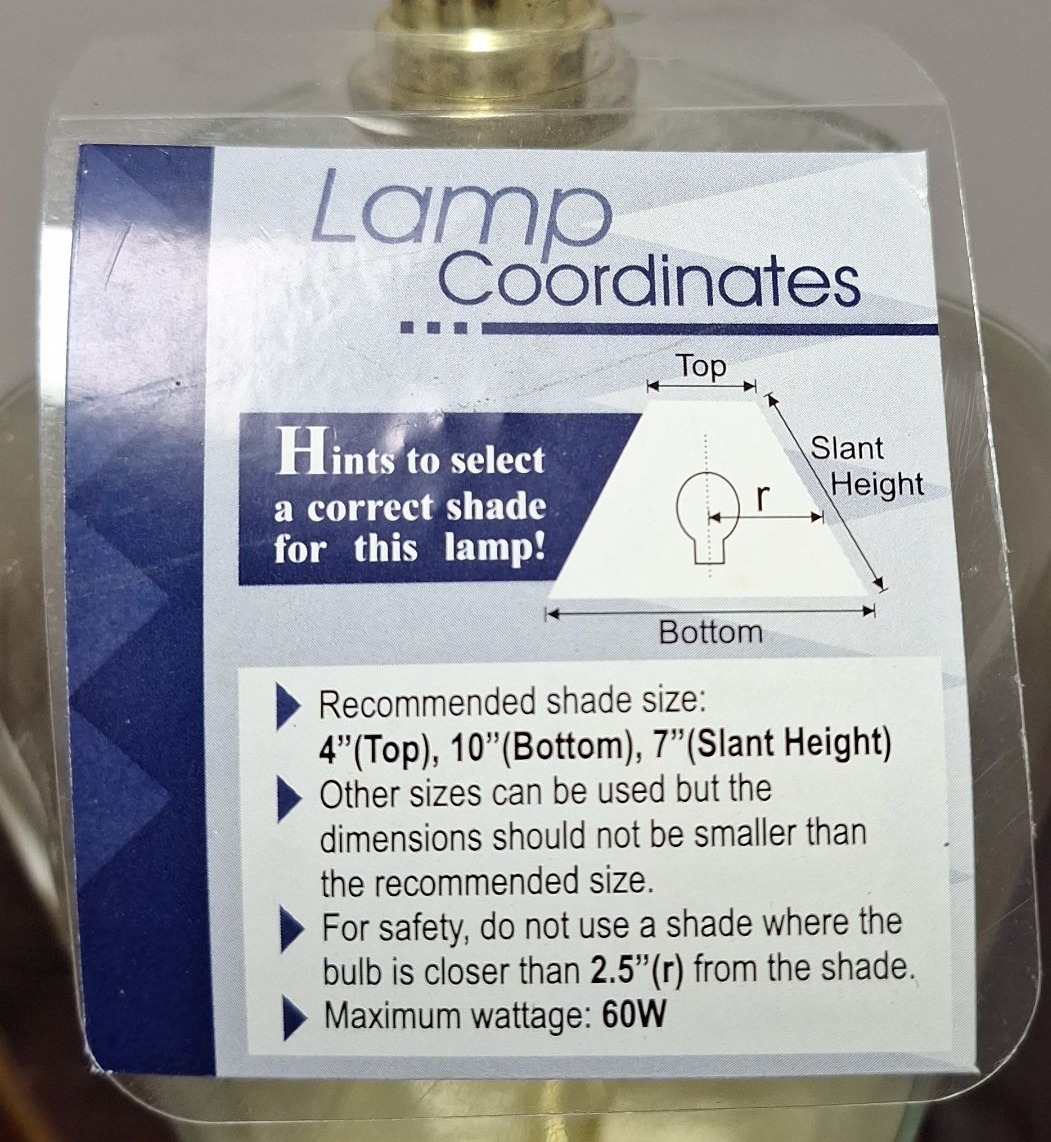 Lamp
Coordinates
Top
Hints to select
a correct shade
for this lamp!
Slant
Height
r
Bottom
Recommended shade size:
4”(Top), 10”(Bottom), 7”(Slant Height)
Other sizes can be used but the
dimensions should not be smaller than
the recommended size.
For safety, do not use a shade where the
bulb is closer than 2.5”(r) from the shade.
Maximum wattage: 60W